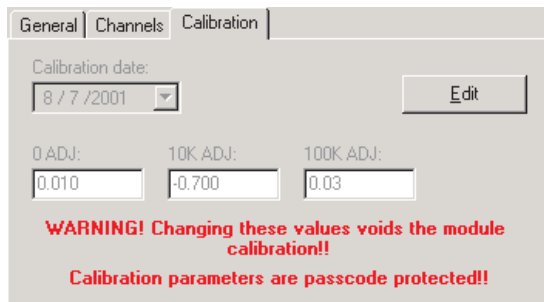 General Channels Calibration
Calibration date:
8 / 7 /2001
Edit
0 ADJ: 10K ADJ: 100K ADJ:
0.010 -0.700 0.03
WARNING! Changing these values voids the module
calibration!!
Calibration parameters are passcode protected!!